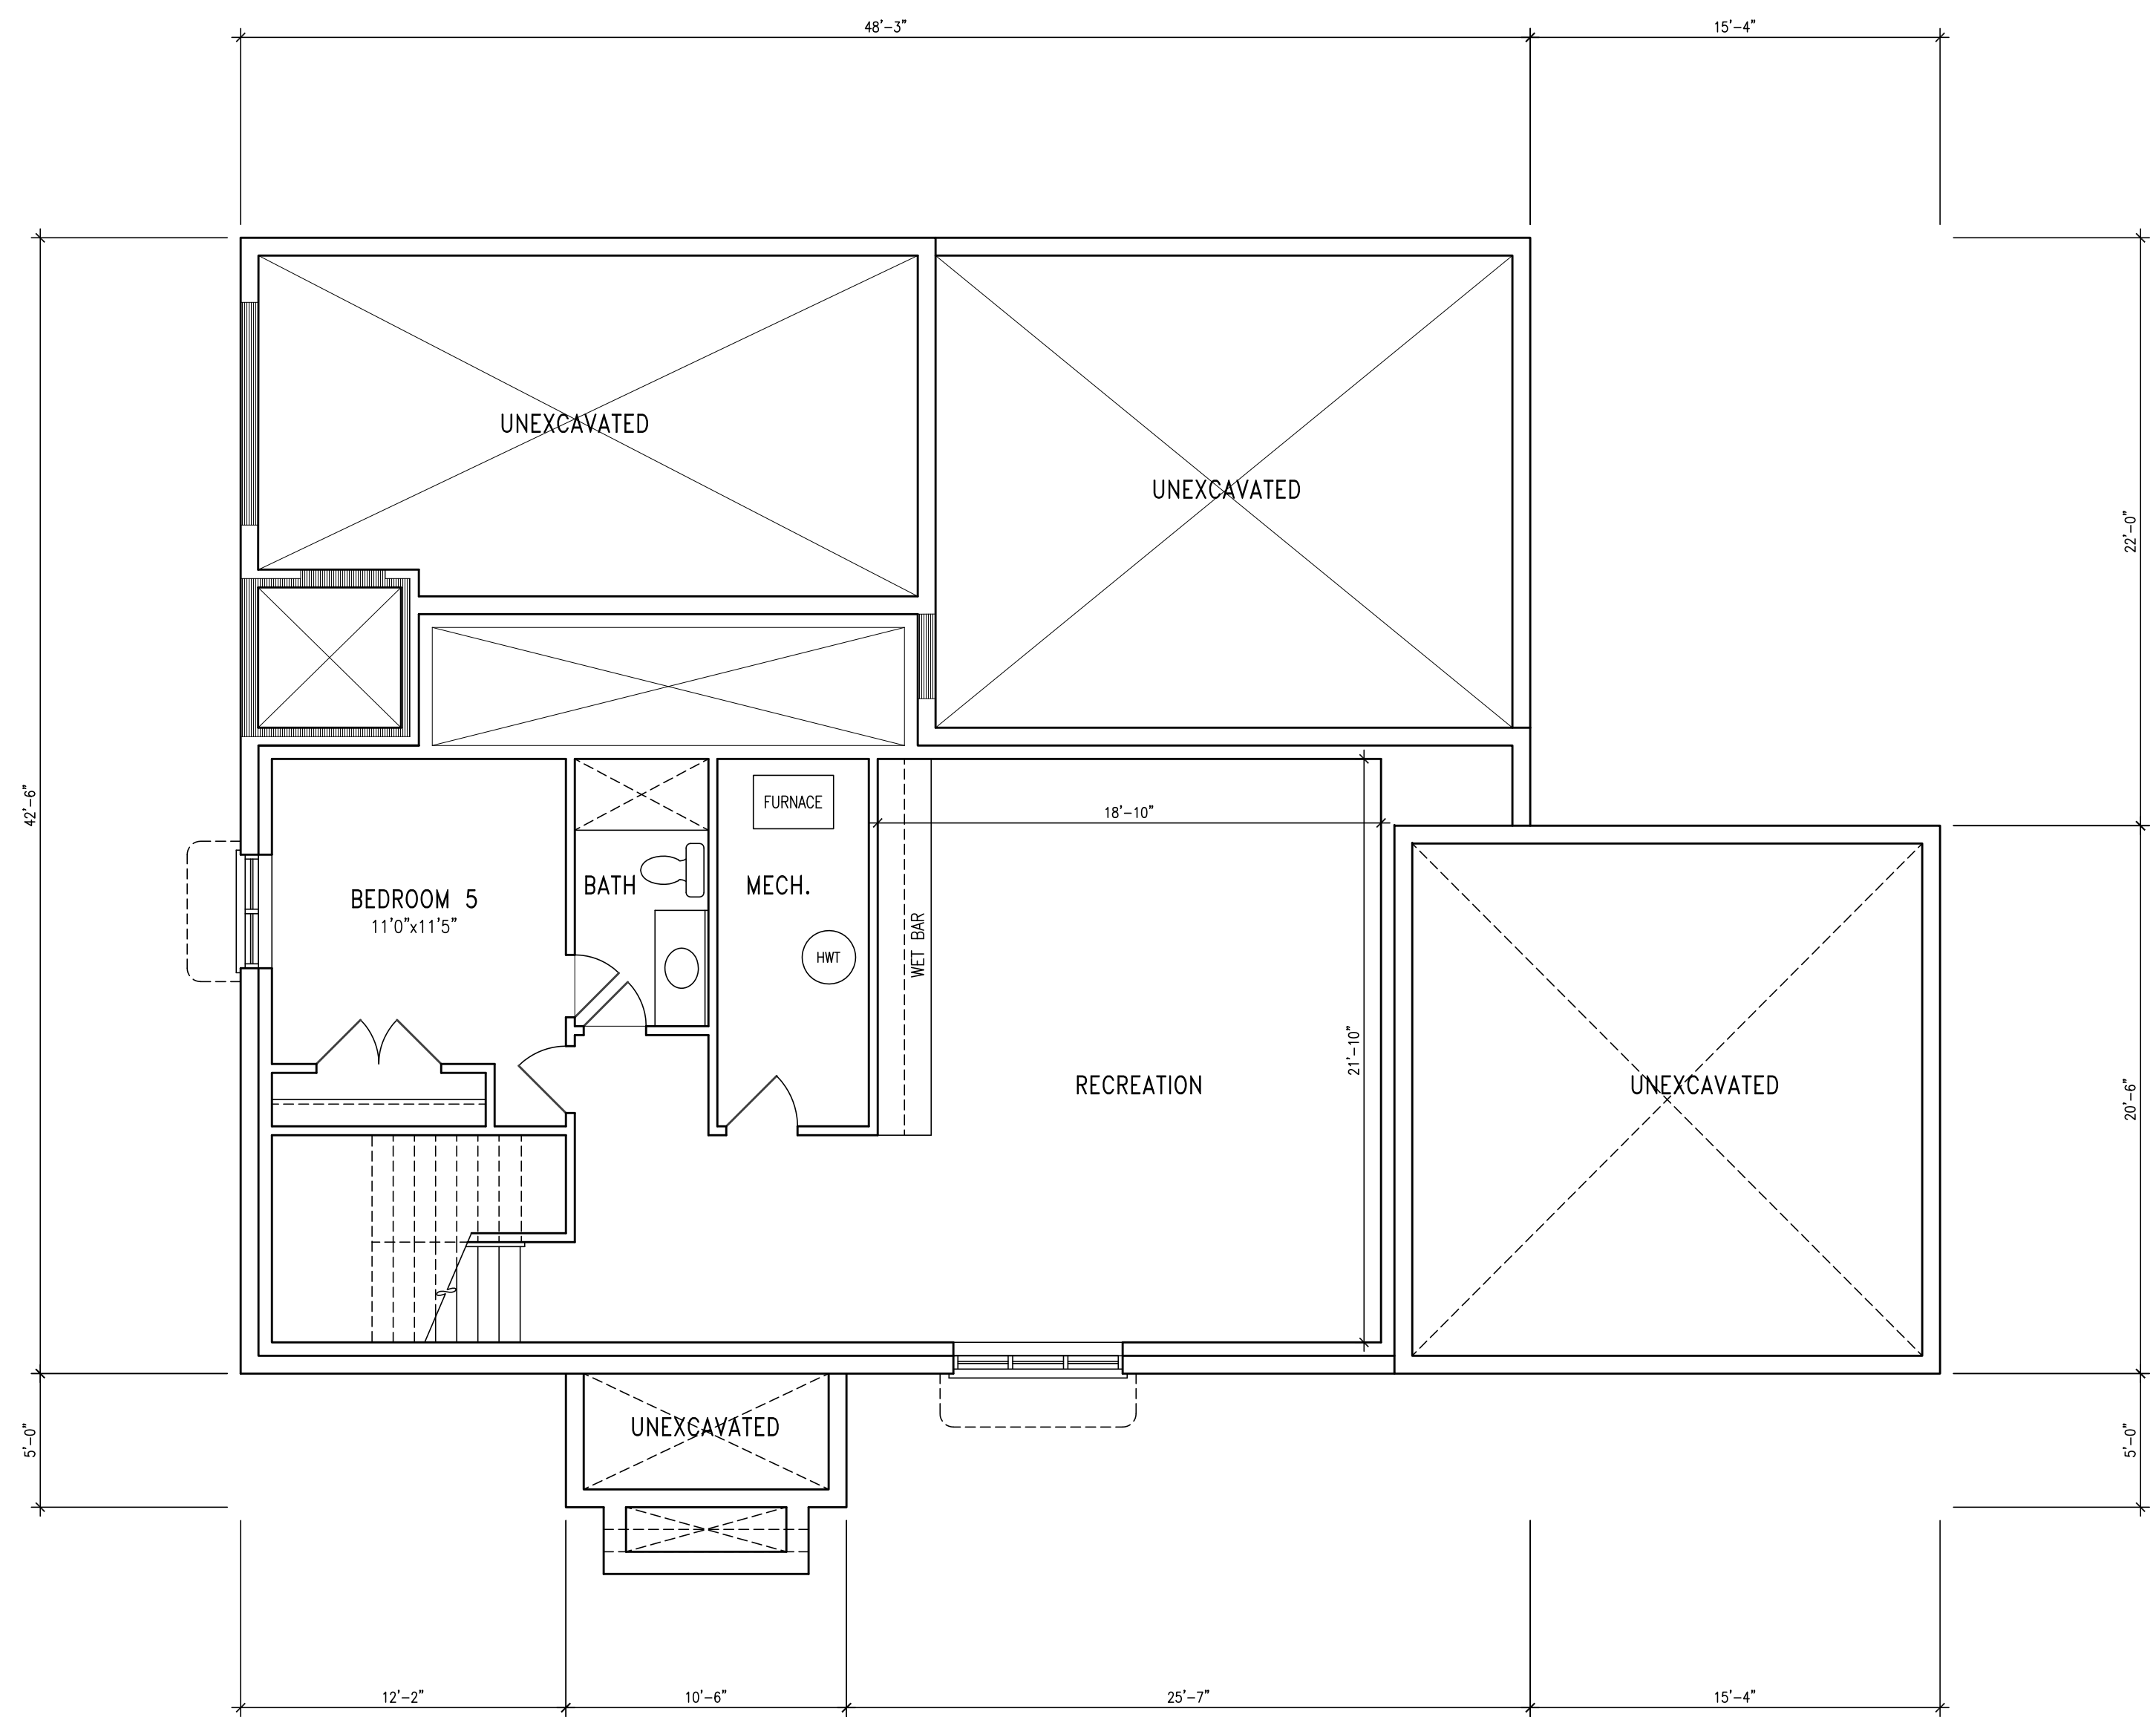 48'-3"
15'-4"
UNEXCAVATED
UNEXCAVATED
22'-0"
42'-6"
FURNACE
18'-10"
BATH
MECH.
BEDROOM 5
11'0"x11'5"
WET BAR
HWT
21'-10"
RECREATION
UNEXCAVATED
20'-6"
UNEXCAVATED
5'-0"
5'-0"
12'-2"
10'-6"
25'-7"
15'-4"